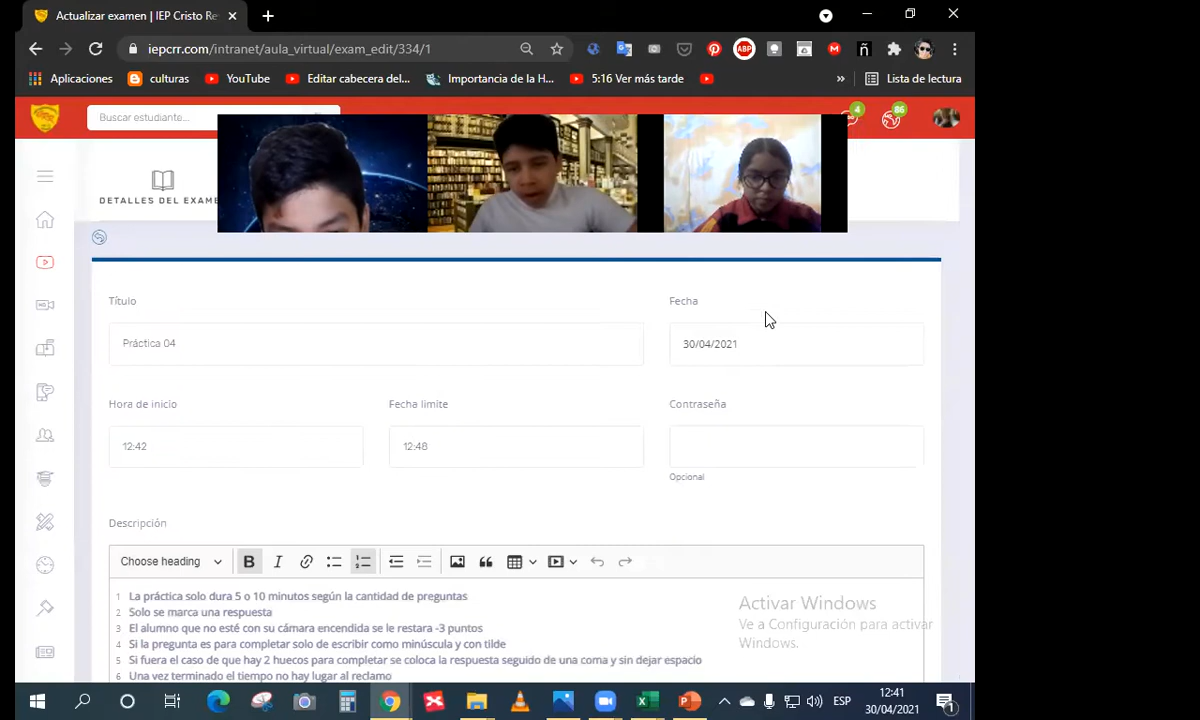 Actualizar examen | IEP Cristo Re
iepcrr.com/intranet/aula_virtual/exam_edit/334/1
Aplicaciones
culturas
YouTube
Editar cabecera del...
Importancia de la H...
5:16 Ver más tarde
»
Lista de lectura
Buscar estudiante...
4
86
DETALLES DEL EXAME
Título
Fecha
Práctica 04
30/04/2021
Hora de inicio
Fecha limite
Contraseña
12:42
12:48
Opcional
Descripción
Choose heading
B
I
1 La práctica solo dura 5 o 10 minutos según la cantidad de preguntas
2 Solo se marca una respuesta
3 El alumno que no esté con su cámara encendida se le restara -3 puntos
4 Si la pregunta es para completar solo de escribir como minúscula y con tilde
5 Si fuera el caso de que hay 2 huecos para completar se coloca la respuesta seguido de una coma y sin dejar espacio
6 Una vez terminado el tiempo no hay lugar al reclamo
Activar Windows
Ve a Configuración para activar
Windows.
ESP
12:41
30/04/2021
1